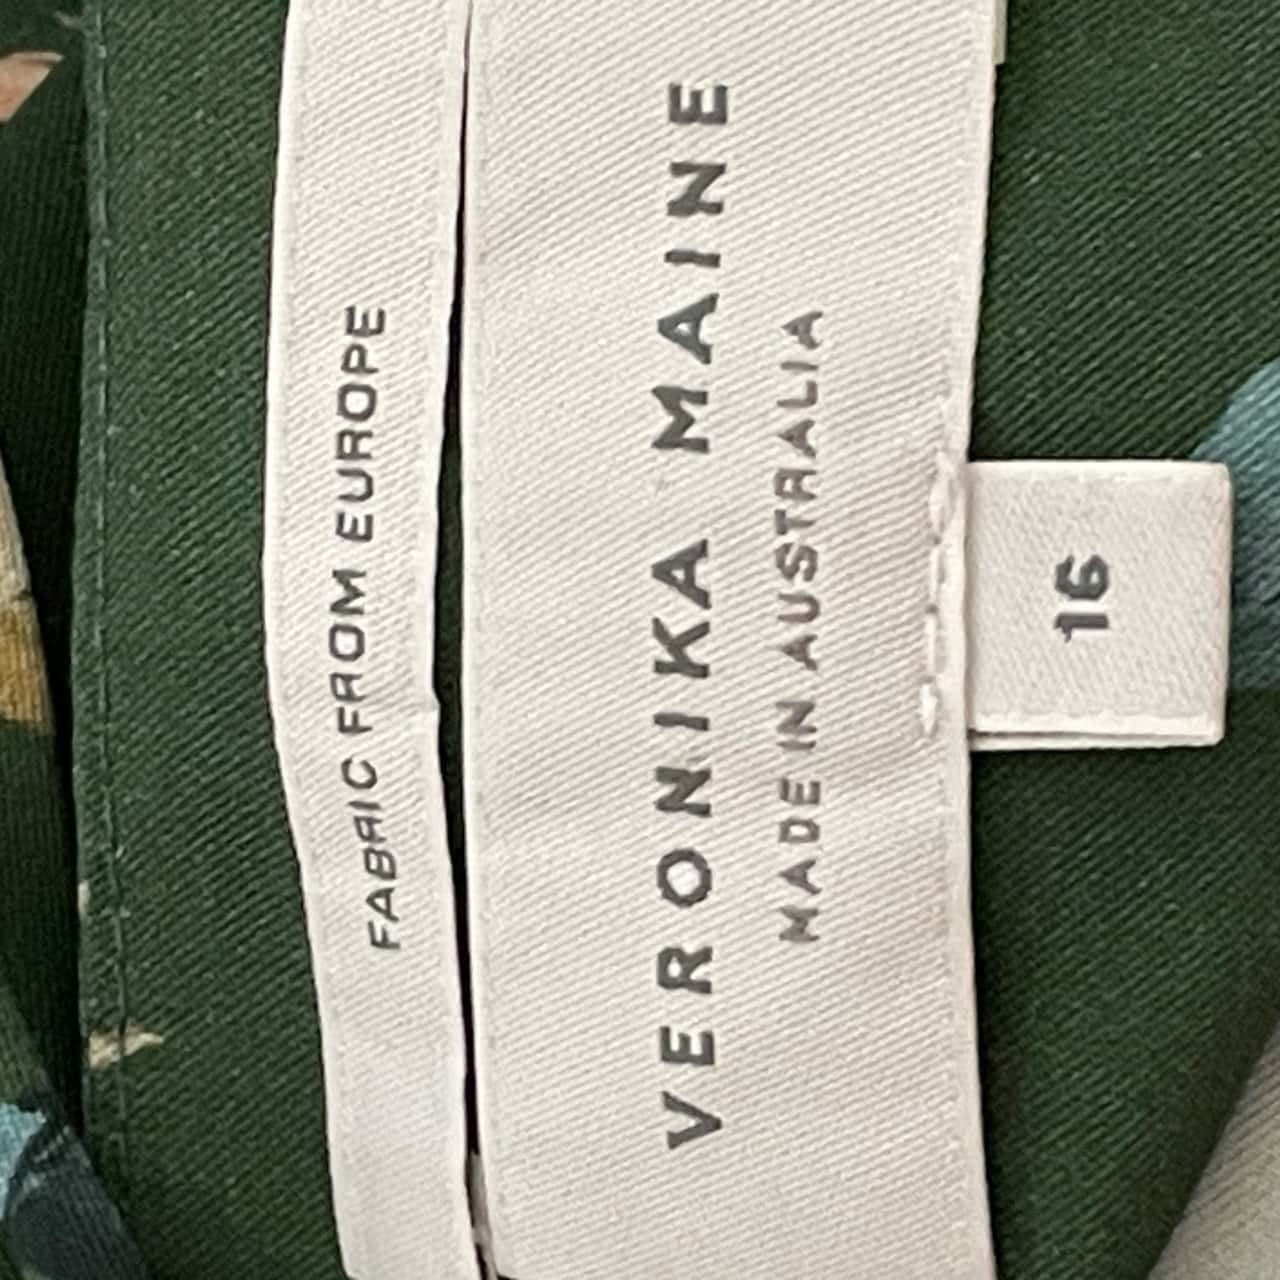 FABRIC FROM EUROPE
VERONIKA MAINE
MADE IN AUSTRALIA
16